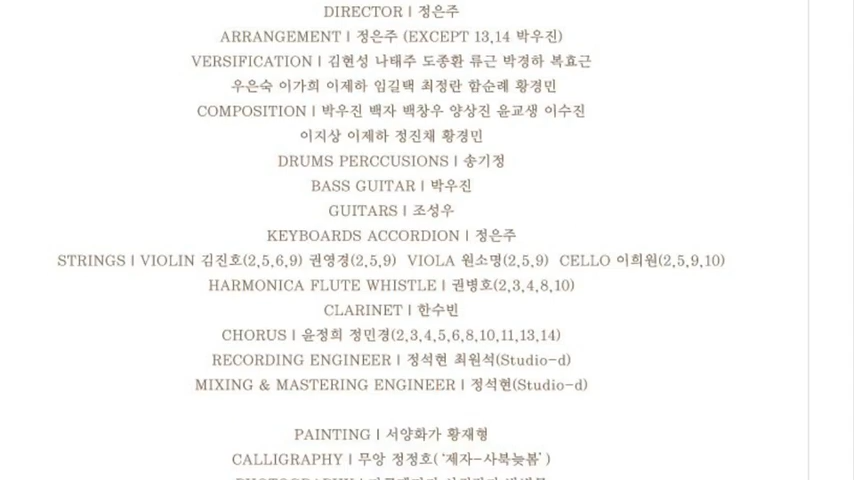 DIRECTOR | 정은주
ARRANGEMENT | 정은주 (EXCEPT 13,14 박우진)
VERSIFICATION | 김현성 나태주 도종환 류근 박경하 복효근
우은숙 이가희 이제하 임길택 최정란 함순례 황경민
COMPOSITION | 박우진 백자 백창우 양상진 윤교생 이수진
이지상 이제하 정진채 황경민
DRUMS PERCCUSIONS | 송기정
BASS GUITAR | 박우진
GUITARS | 조성우
KEYBOARDS ACCORDION | 정은주
STRINGS | VIOLIN 김진호(2,5,6,9) 권영경(2,5,9) VIOLA 원소명(2,5,9) CELLO 이희원(2,5,9,10)
HARMONICA FLUTE WHISTLE | 권병호(2,3,4,8,10)
CLARINET | 한수빈
CHORUS | 윤정희 정민경(2,3,4,5,6,8,10,11,13,14)
RECORDING ENGINEER | 정석현 최원석(Studio-d)
MIXING & MASTERING ENGINEER | 정석현(Studio-d)
PAINTING | 서양화가 황재형
CALLIGRAPHY | 무앙 정정호( '제자-사북늦봄' )